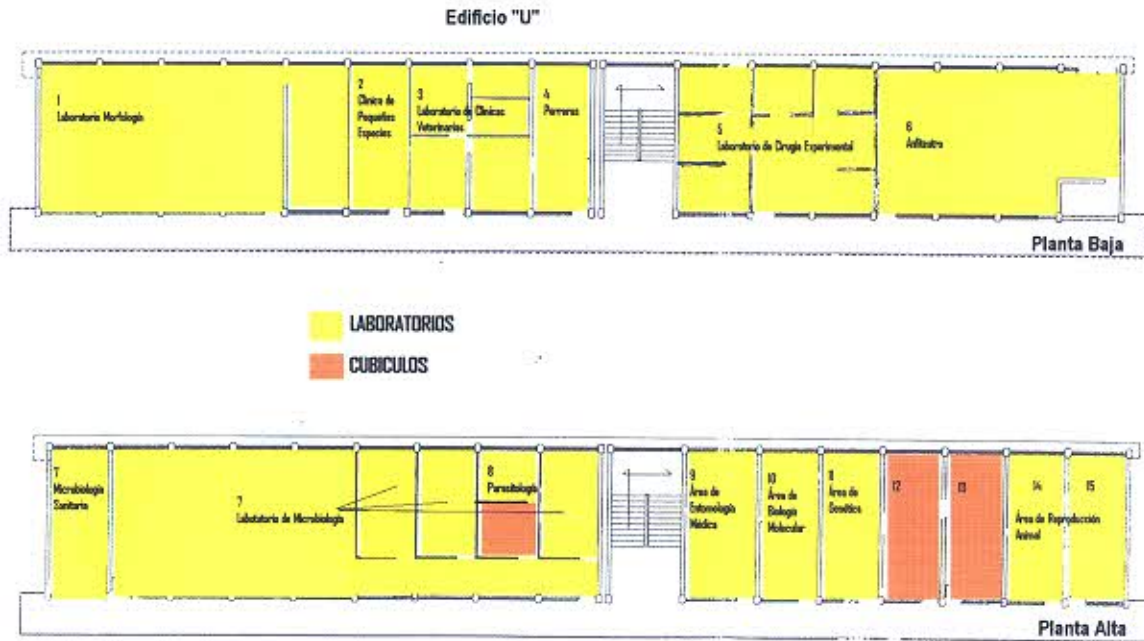 Edificio "U"
1
Laboratorio Morfología
2
Clínica de
Pequeñas
Especies
3
Laboratorio de Clínicas
Veterinarias
4
Perreras
5
Laboratorio de Cirugía Experimental
6
Anfiteatro
Planta Baja
LABORATORIOS
CUBICULOS
7
Microbiología
Sanitaria
7
Laboratorio de Microbiología
8
Parasitología
9
Área de
Entomología
Médica
10
Área de
Biología
Molecular
11
Área de
Genética
12
13
14
15
Área de Reproducción
Animal
Planta Alta